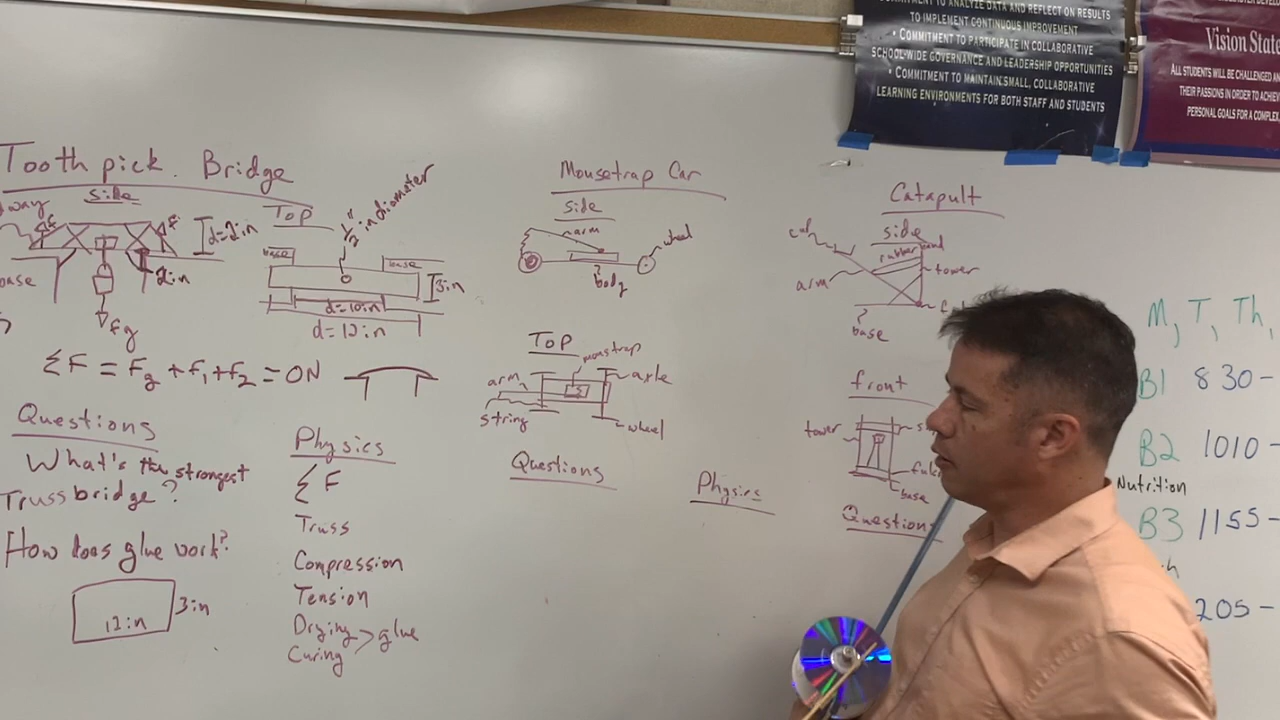 COMMITMENT TO ANALYZE DATA AND REFLECT ON RESULTS
TO IMPLEMENT CONTINUOUS IMPROVEMENT
• COMMITMENT TO PARTICIPATE IN COLLABORATIVE
SCHOOL-WIDE GOVERNANCE AND LEADERSHIP OPPORTUNITIES
• COMMITMENT TO MAINTAIN SMALL, COLLABORATIVE
LEARNING ENVIRONMENTS FOR BOTH STAFF AND STUDENTS
Vision State
ALL STUDENTS WILL BE CHALLENGED AN
THEIR PASSIONS IN ORDER TO ACHIEV
PERSONAL GOALS FOR A COMPLEX,
Toothpick Bridge
side
dway
d=2in
2in
base
Fg
Top
1/2" in diameter
base
base
3in
d=10in
d=12in
ΣF = Fg + f1 + f2 = ON
Questions
What's the strongest
Truss bridge?
How does glue work?
12in
3in
Physics
ΣF
Truss
Compression
Tension
Drying > glue
Curing
Mousetrap Car
side
arm
wheel
body
Top
moustrap
arm
axle
string
wheel
Questions
Physics
Catapult
side
rubber band
arm
tower
base
front
tower
base
Question
M, T, Th,
B1 830-
B2 1010-
Nutrition
B3 1155-
205-